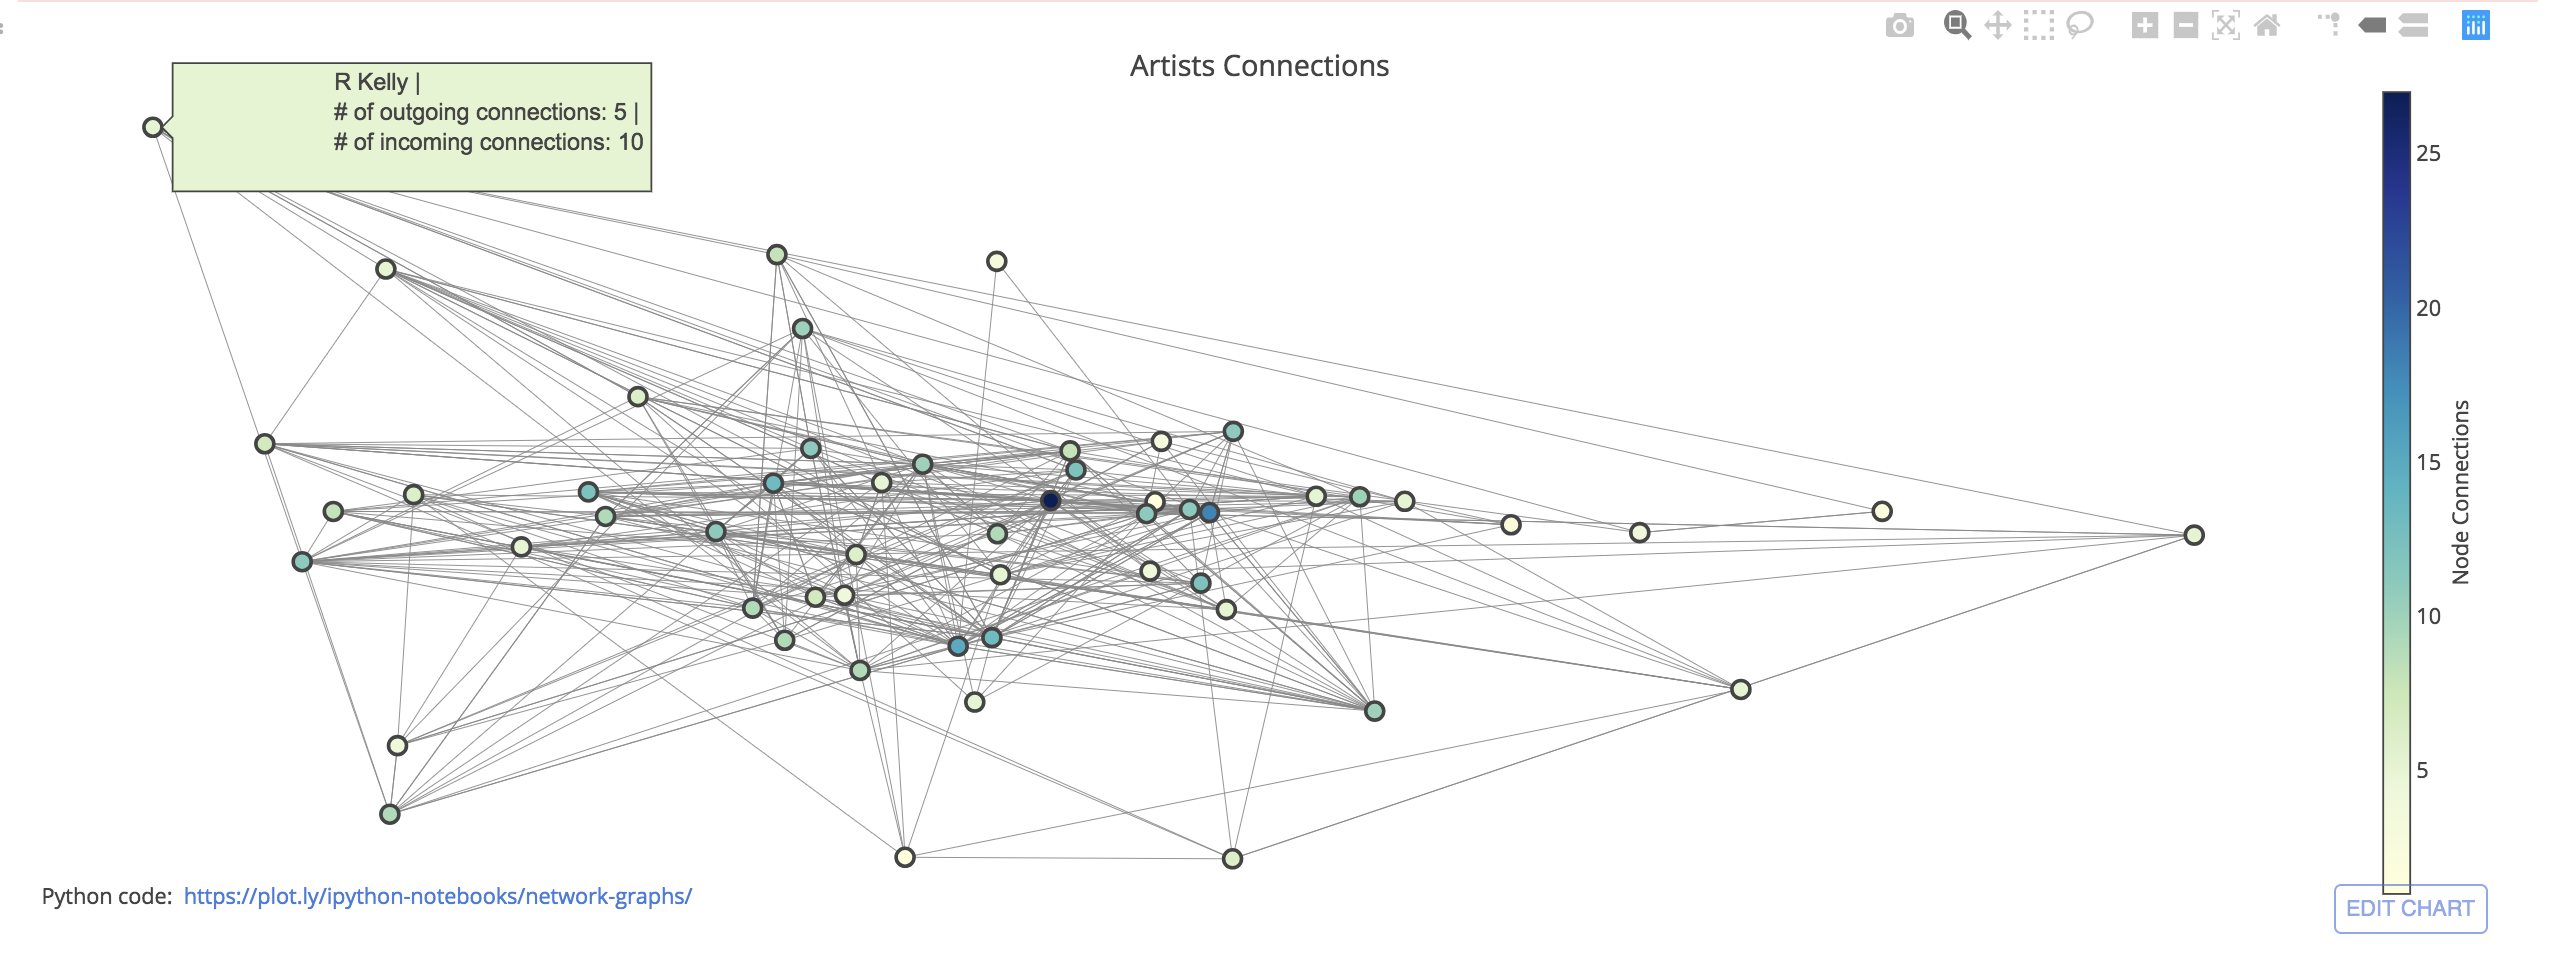 Artists Connections
R Kelly |
# of outgoing connections: 5 |
# of incoming connections: 10
25
20
15
10
5
Node Connections
Python code: https://plot.ly/ipython-notebooks/network-graphs/
EDIT CHART